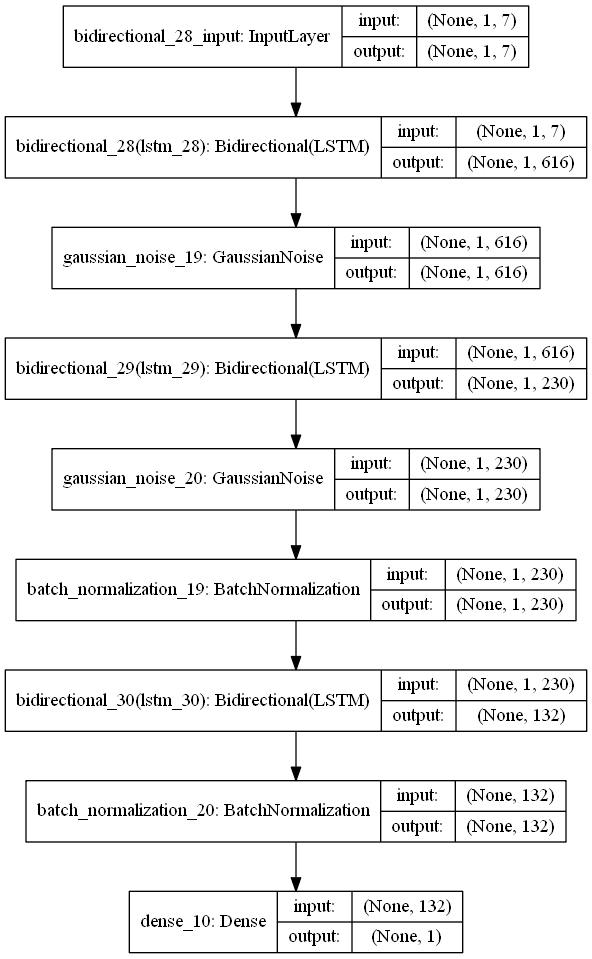 bidirectional_28_input: InputLayer
input: (None, 1, 7)
output: (None, 1, 7)
bidirectional_28(lstm_28): Bidirectional(LSTM)
input: (None, 1, 7)
output: (None, 1, 616)
gaussian_noise_19: GaussianNoise
input: (None, 1, 616)
output: (None, 1, 616)
bidirectional_29(lstm_29): Bidirectional(LSTM)
input: (None, 1, 616)
output: (None, 1, 230)
gaussian_noise_20: GaussianNoise
input: (None, 1, 230)
output: (None, 1, 230)
batch_normalization_19: BatchNormalization
input: (None, 1, 230)
output: (None, 1, 230)
bidirectional_30(lstm_30): Bidirectional(LSTM)
input: (None, 1, 230)
output: (None, 132)
batch_normalization_20: BatchNormalization
input: (None, 132)
output: (None, 132)
dense_10: Dense
input: (None, 132)
output: (None, 1)